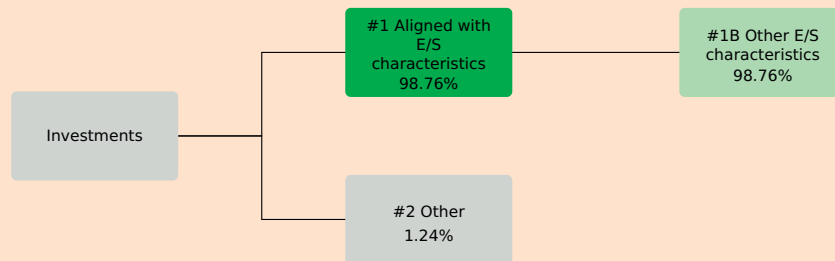 #1 Aligned with
E/S
characteristics
98.76%
#1B Other E/S
characteristics
98.76%
Investments
#2 Other
1.24%